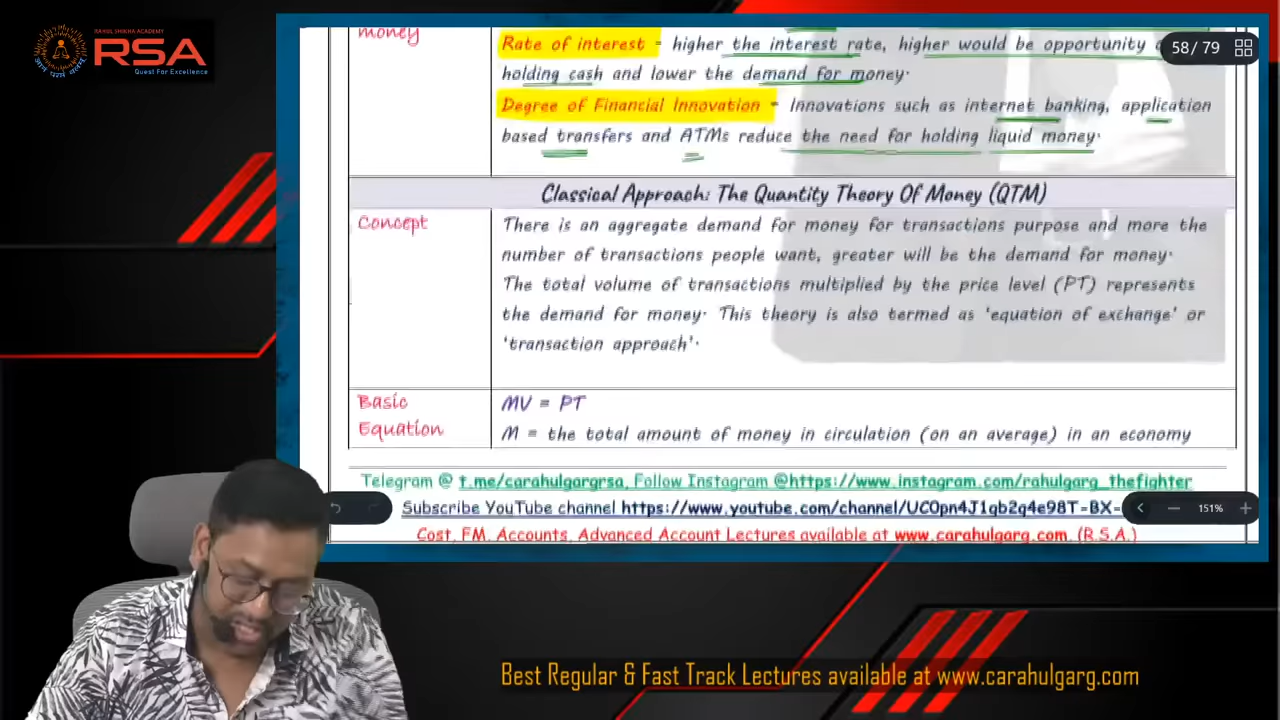 RAHUL SHIKHA ACADEMY
RSA
Quest For Excellence
money
Rate of interest - higher the interest rate, higher would be opportunity
holding cash and lower the demand for money.
Degree of Financial Innovation - Innovations such as internet banking, application
based transfers and ATMs reduce the need for holding liquid money.
58/79
Classical Approach: The Quantity Theory Of Money (QTM)
Concept
There is an aggregate demand for money for transactions purpose and more the
number of transactions people want, greater will be the demand for money.
The total volume of transactions multiplied by the price level (PT) represents
the demand for money. This theory is also termed as 'equation of exchange' or
'transaction approach'.
Basic
Equation
MV = PT
M = the total amount of money in circulation (on an average) in an economy
Telegram @ t.me/carahulgargrsa, Follow Instagram @https://www.instagram.com/rahulgarg_thefighter
Subscribe YouTube channel https://www.youtube.com/channel/UC0pn4J1qb2q4e98T=BX-
151%
Cost, FM, Accounts, Advanced Account Lectures available at www.carahulgarg.com, (R.S.A.)
Best Regular & Fast Track Lectures available at www.carahulgarg.com